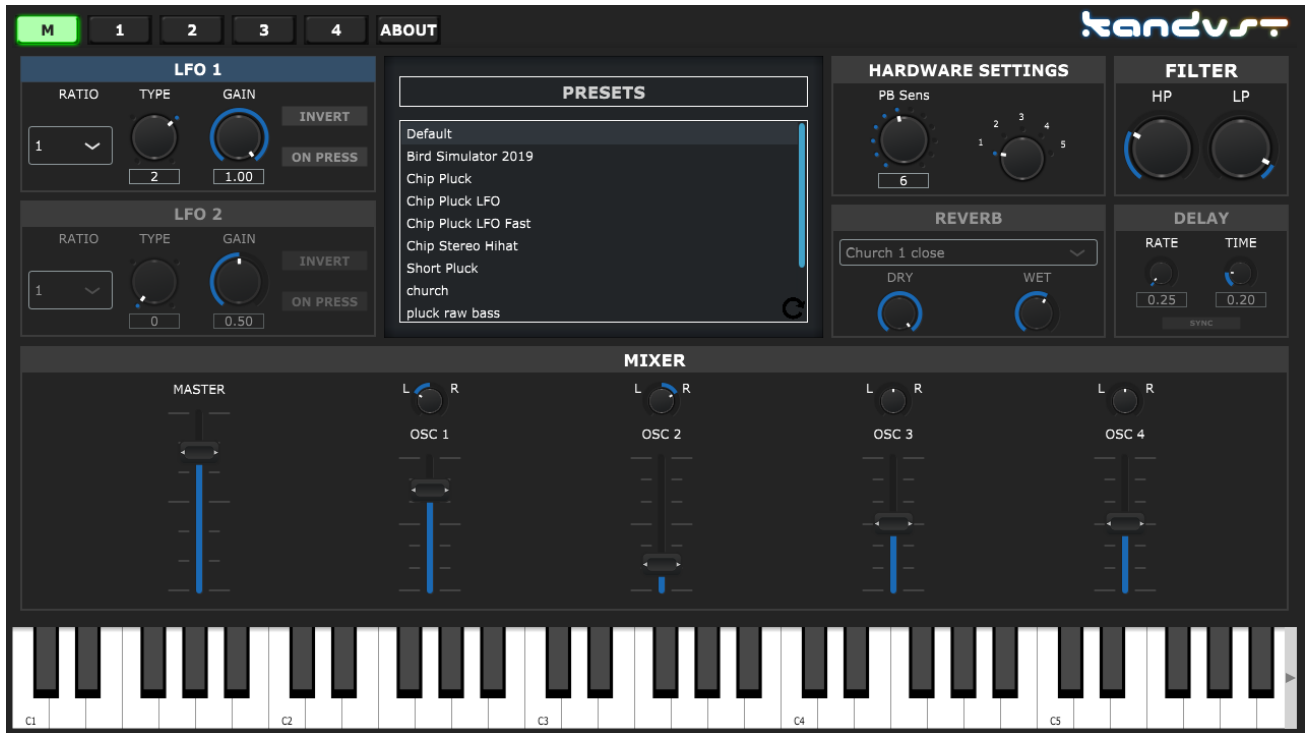 M 1 2 3 4 ABOUT
kandvst
LFO 1
RATIO TYPE GAIN
INVERT
1
ON PRESS
2 1.00
LFO 2
RATIO TYPE GAIN
INVERT
1
ON PRESS
0 0.50
PRESETS
Default
Bird Simulator 2019
Chip Pluck
Chip Pluck LFO
Chip Pluck LFO Fast
Chip Stereo Hihat
Short Pluck
church
pluck raw bass
HARDWARE SETTINGS
PB Sens
1 2 3 4 5
6
FILTER
HP LP
REVERB
Church 1 close
DRY WET
DELAY
RATE TIME
0.25 0.20
SYNC
MIXER
MASTER
L R
OSC 1
L R
OSC 2
L R
OSC 3
L R
OSC 4
C1 C2 C3 C4 C5